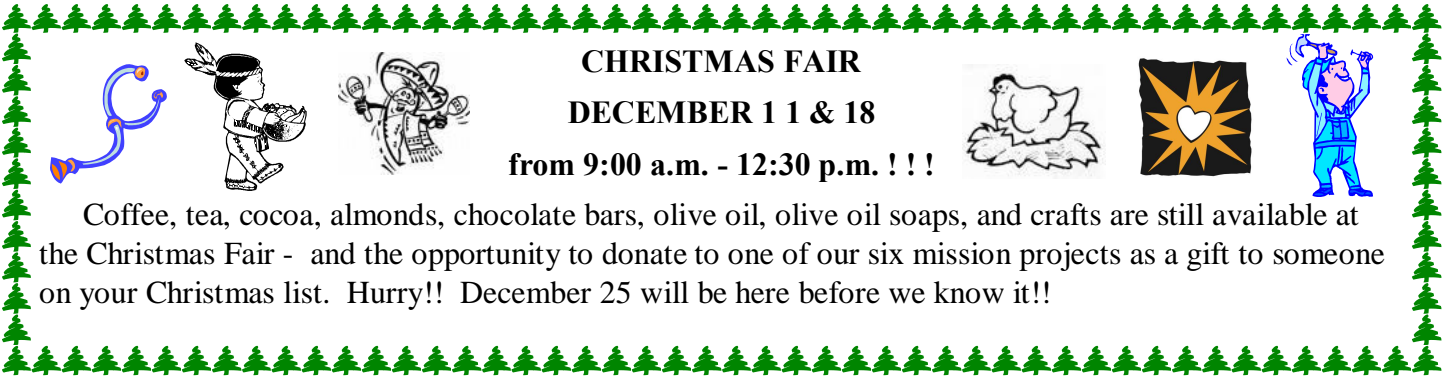 CHRISTMAS FAIR
DECEMBER 1 1 & 18
from 9:00 a.m. - 12:30 p.m. ! ! !
Coffee, tea, cocoa, almonds, chocolate bars, olive oil, olive oil soaps, and crafts are still available at
the Christmas Fair -  and the opportunity to donate to one of our six mission projects as a gift to someone
on your Christmas list.  Hurry!!  December 25 will be here before we know it!!